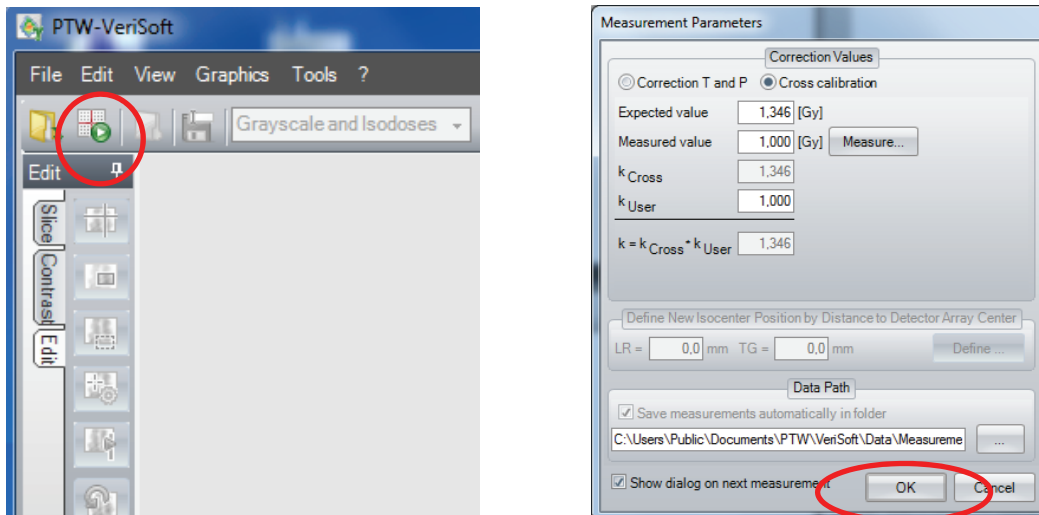 PTW-VeriSoft
File Edit View Graphics Tools ?
Grayscale and Isodoses
Edit
Slice
Contrast
Edit
Measurement Parameters
Correction Values
Correction T and P Cross calibration
Expected value 1,346 [Gy]
Measured value 1,000 [Gy] Measure...
k Cross 1,346
k User 1,000
k = k Cross * k User 1,346
Define New Isocenter Position by Distance to Detector Array Center
LR = 0,0 mm TG = 0,0 mm Define ...
Data Path
Save measurements automatically in folder
C:\Users\Public\Documents\PTW\VeriSoft\Data\Measureme ...
Show dialog on next measurement OK Cancel